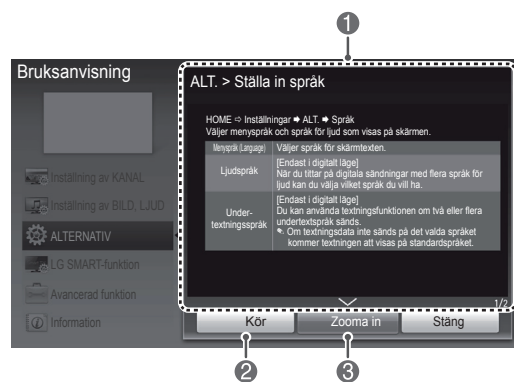 ❶
Bruksanvisning
Inställning av KANAL
Inställning av BILD, LJUD
ALTERNATIV
LG SMART-funktion
Avancerad funktion
Information
ALT. > Ställa in språk
HOME ⇨ Inställningar ➡ ALT. ➡ Språk
Väljer menyspråk och språk för ljud som visas på skärmen.
Menyspråk (Language) Väljer språk för skärmtexten.
Ljudspråk
[Endast i digitalt läge]
När du tittar på digitala sändningar med flera språk för
ljud kan du välja vilket språk du vill ha.
Under-
textningsspråk
[Endast i digitalt läge]
Du kan använda textningsfunktionen om två eller flera
undertextspråk sänds.
Om textningsdata inte sänds på det valda språket
kommer textningen att visas på standardspråket.
1/2
Kör Zooma in Stäng
❷ ❸